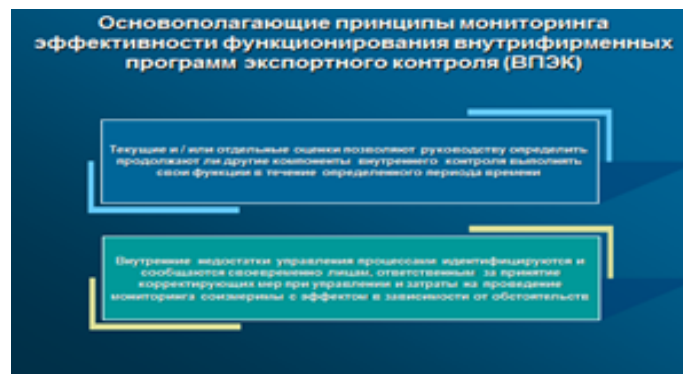 Основополагающие принципы мониторинга
эффективности функционирования внутрифирменных
программ экспортного контроля (ВПЭК)
Текущие и / или отдельные оценки позволяют руководству определить
продолжают ли другие компоненты внутреннего контроля выполнять
свои функции в течение определенного периода времени
Внутренние недостатки управления процессами идентифицируются и
сообщаются своевременно лицам, ответственным за принятие
корректирующих мер при управлении и затраты на проведение
мониторинга соизмеримы с эффектом в зависимости от обстоятельств